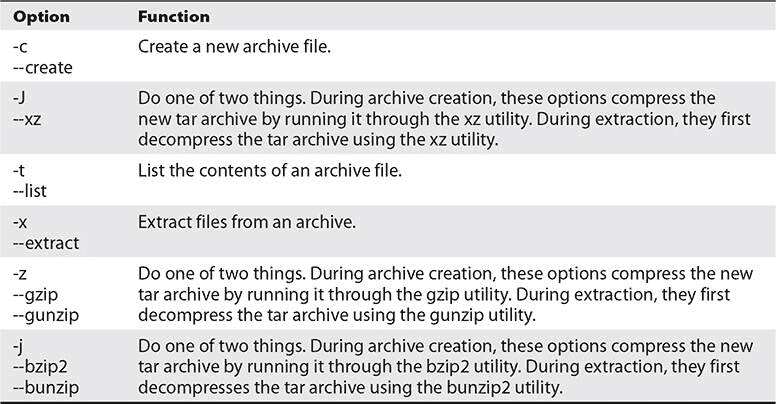 Option Function
-c Create a new archive file.
--create
-J Do one of two things. During archive creation, these options compress the
--xz new tar archive by running it through the xz utility. During extraction, they first
decompress the tar archive using the xz utility.
-t List the contents of an archive file.
--list
-x Extract files from an archive.
--extract
-z Do one of two things. During archive creation, these options compress the new
--gzip tar archive by running it through the gzip utility. During extraction, they first
--gunzip decompress the tar archive using the gunzip utility.
-j Do one of two things. During archive creation, these options compress the new
--bzip2 tar archive by running it through the bzip2 utility. During extraction, they first
--bunzip decompresses the tar archive using the bunzip2 utility.